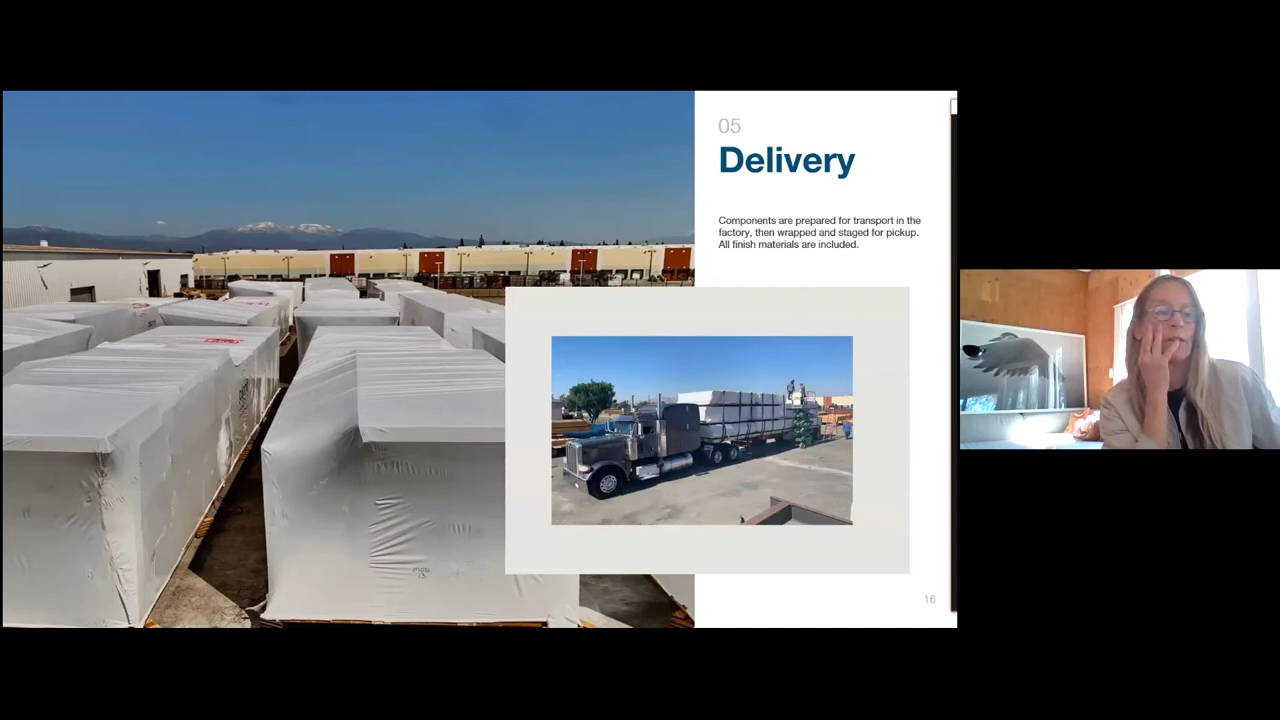 05
Delivery
Components are prepared for transport in the
factory, then wrapped and staged for pickup.
All finish materials are included.
16